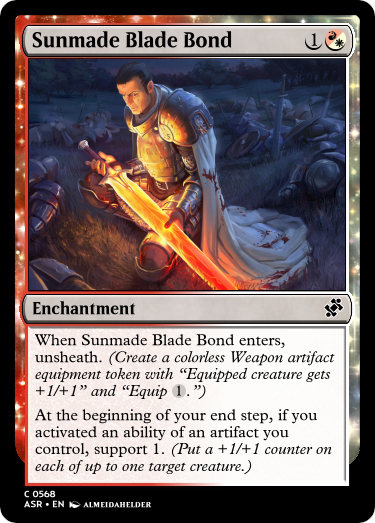 Sunmade Blade Bond 1
Enchantment
When Sunmade Blade Bond enters,
unsheath. (Create a colorless Weapon artifact
equipment token with “Equipped creature gets
+1/+1” and “Equip 1.”)
At the beginning of your end step, if you
activated an ability of an artifact you
control, support 1. (Put a +1/+1 counter on
each of up to one target creature.)
C 0568
ASR • EN ALMEIDAHELDER